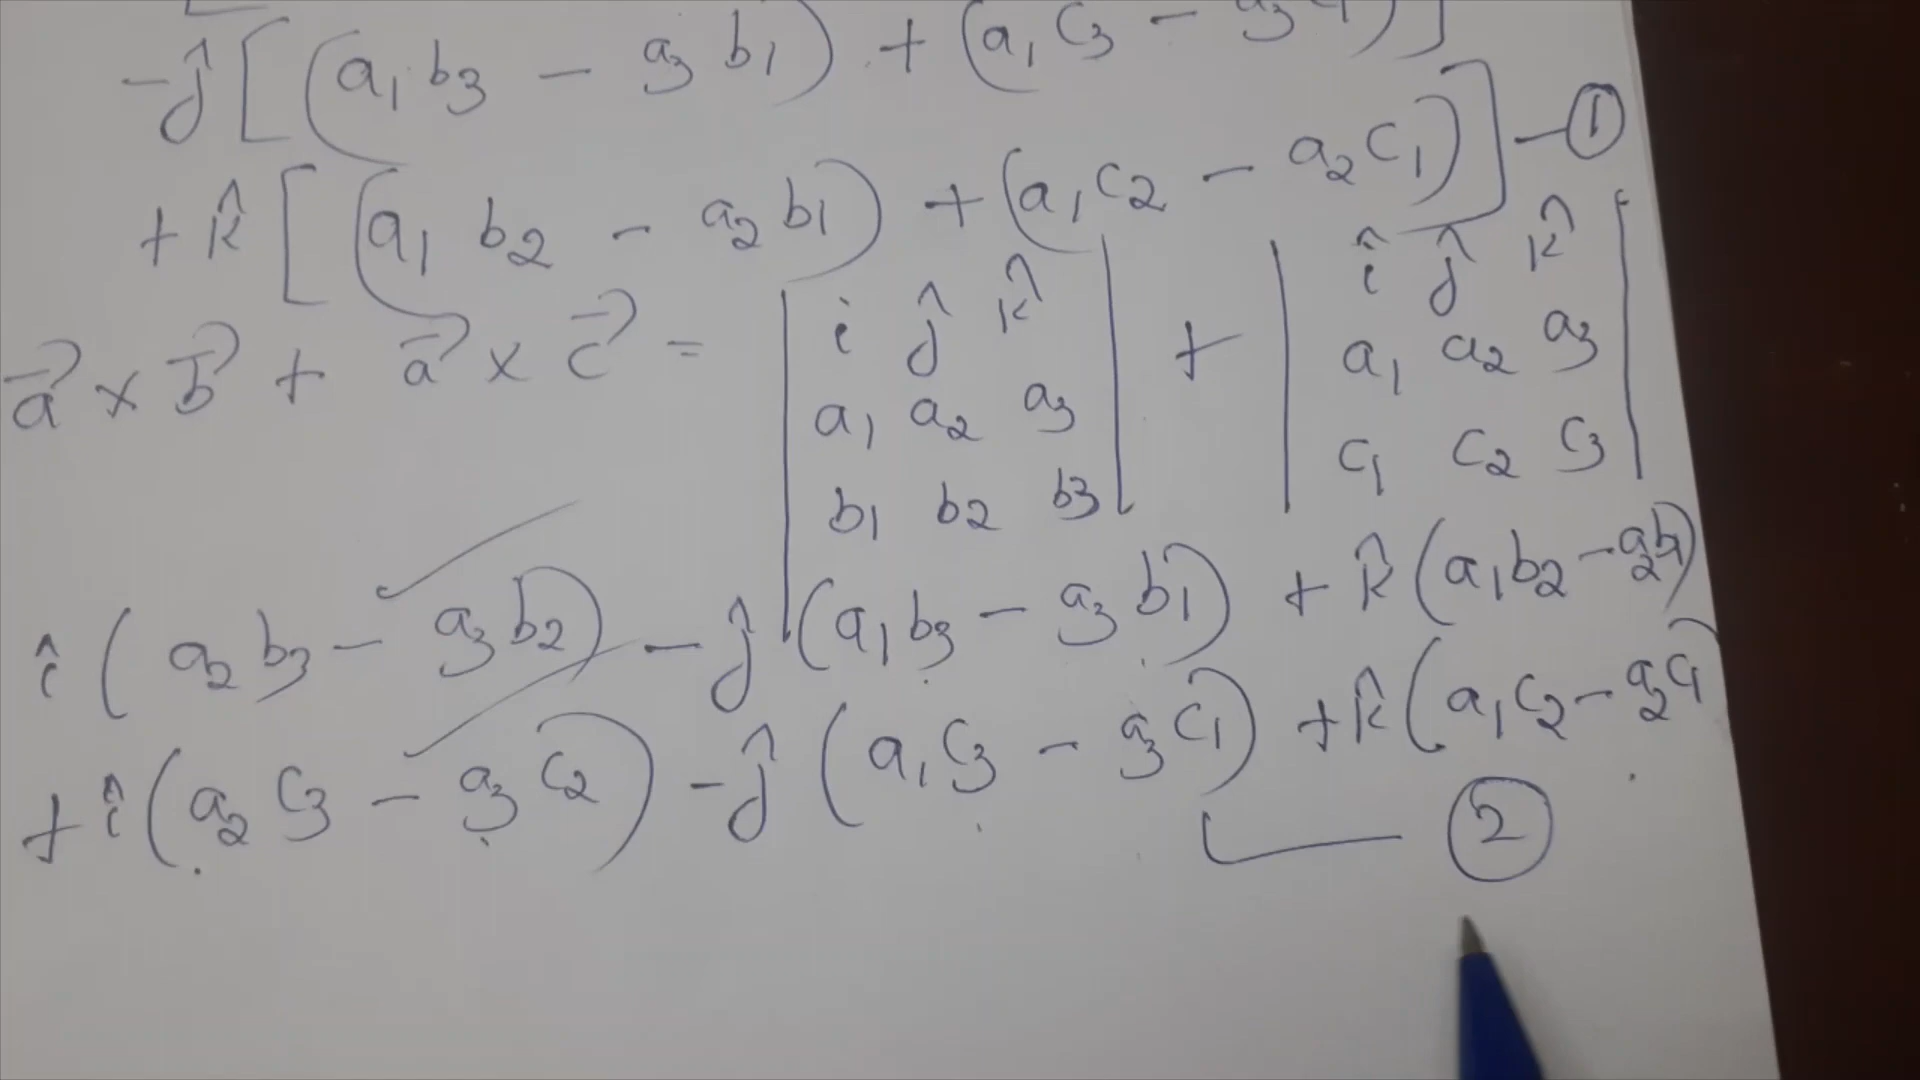 -ĵ [(a₁b₃ - a₃b₁) + (a₁c₃ - a₃c₁)]
+ k̂ [(a₁b₂ - a₂b₁) + (a₁c₂ - a₂c₁)] - ①
a⃗ × b⃗ + a⃗ × c⃗ = | i ĵ k̂ | + | î ĵ k̂ |
a₁ a₂ a₃ a₁ a₂ a₃
b₁ b₂ b₃ c₁ c₂ c₃
î (a₂b₃ - a₃b₂) - ĵ (a₁b₃ - a₃b₁) + k̂ (a₁b₂ - a₂b₁)
+ î (a₂c₃ - a₃c₂) - ĵ (a₁c₃ - a₃c₁) + k̂ (a₁c₂ - a₂c₁)
②